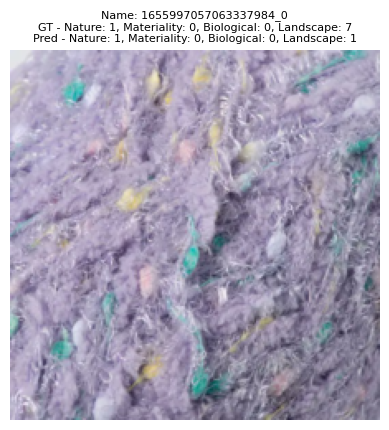 Name: 1655997057063337984_0
GT - Nature: 1, Materiality: 0, Biological: 0, Landscape: 7
Pred - Nature: 1, Materiality: 0, Biological: 0, Landscape: 1